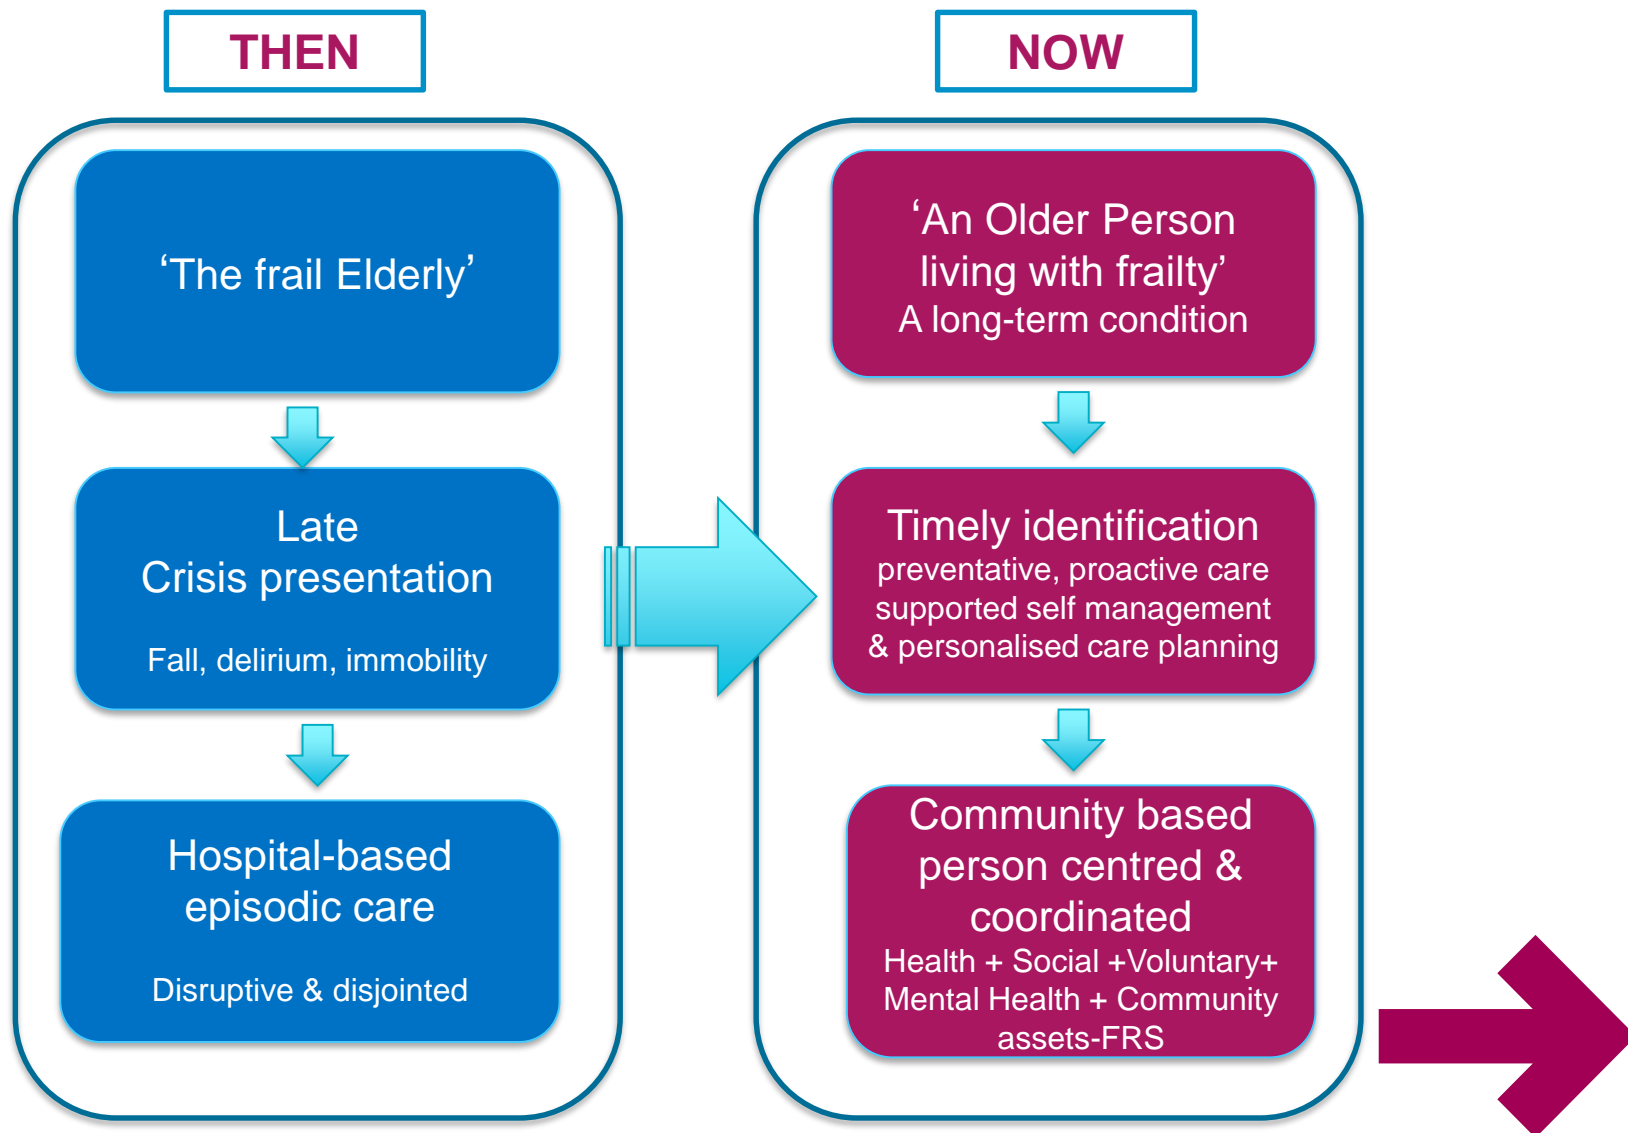 THEN
‘The frail Elderly’
Late
Crisis presentation
Fall, delirium, immobility
Hospital-based
episodic care
Disruptive & disjointed
NOW
‘An Older Person
living with frailty’
A long-term condition
Timely identification
preventative, proactive care
supported self management
& personalised care planning
Community based
person centred &
coordinated
Health + Social +Voluntary+
Mental Health + Community
assets-FRS